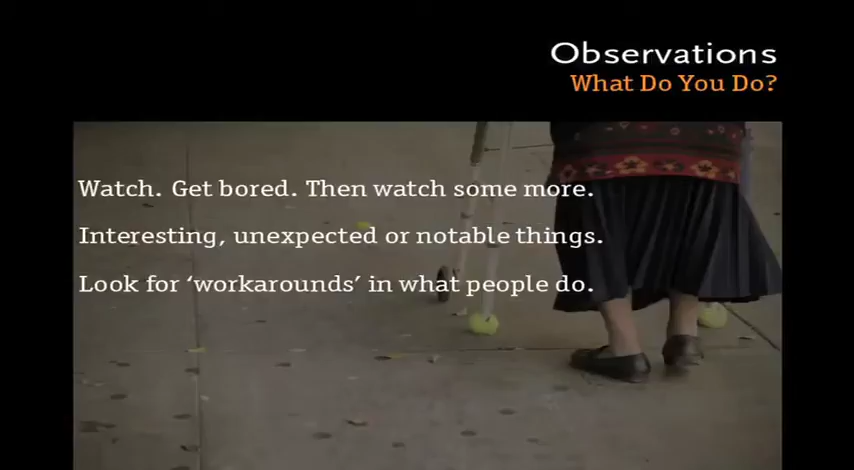 Observations
What Do You Do?
Watch. Get bored. Then watch some more.
Interesting, unexpected or notable things.
Look for ‘workarounds’ in what people do.